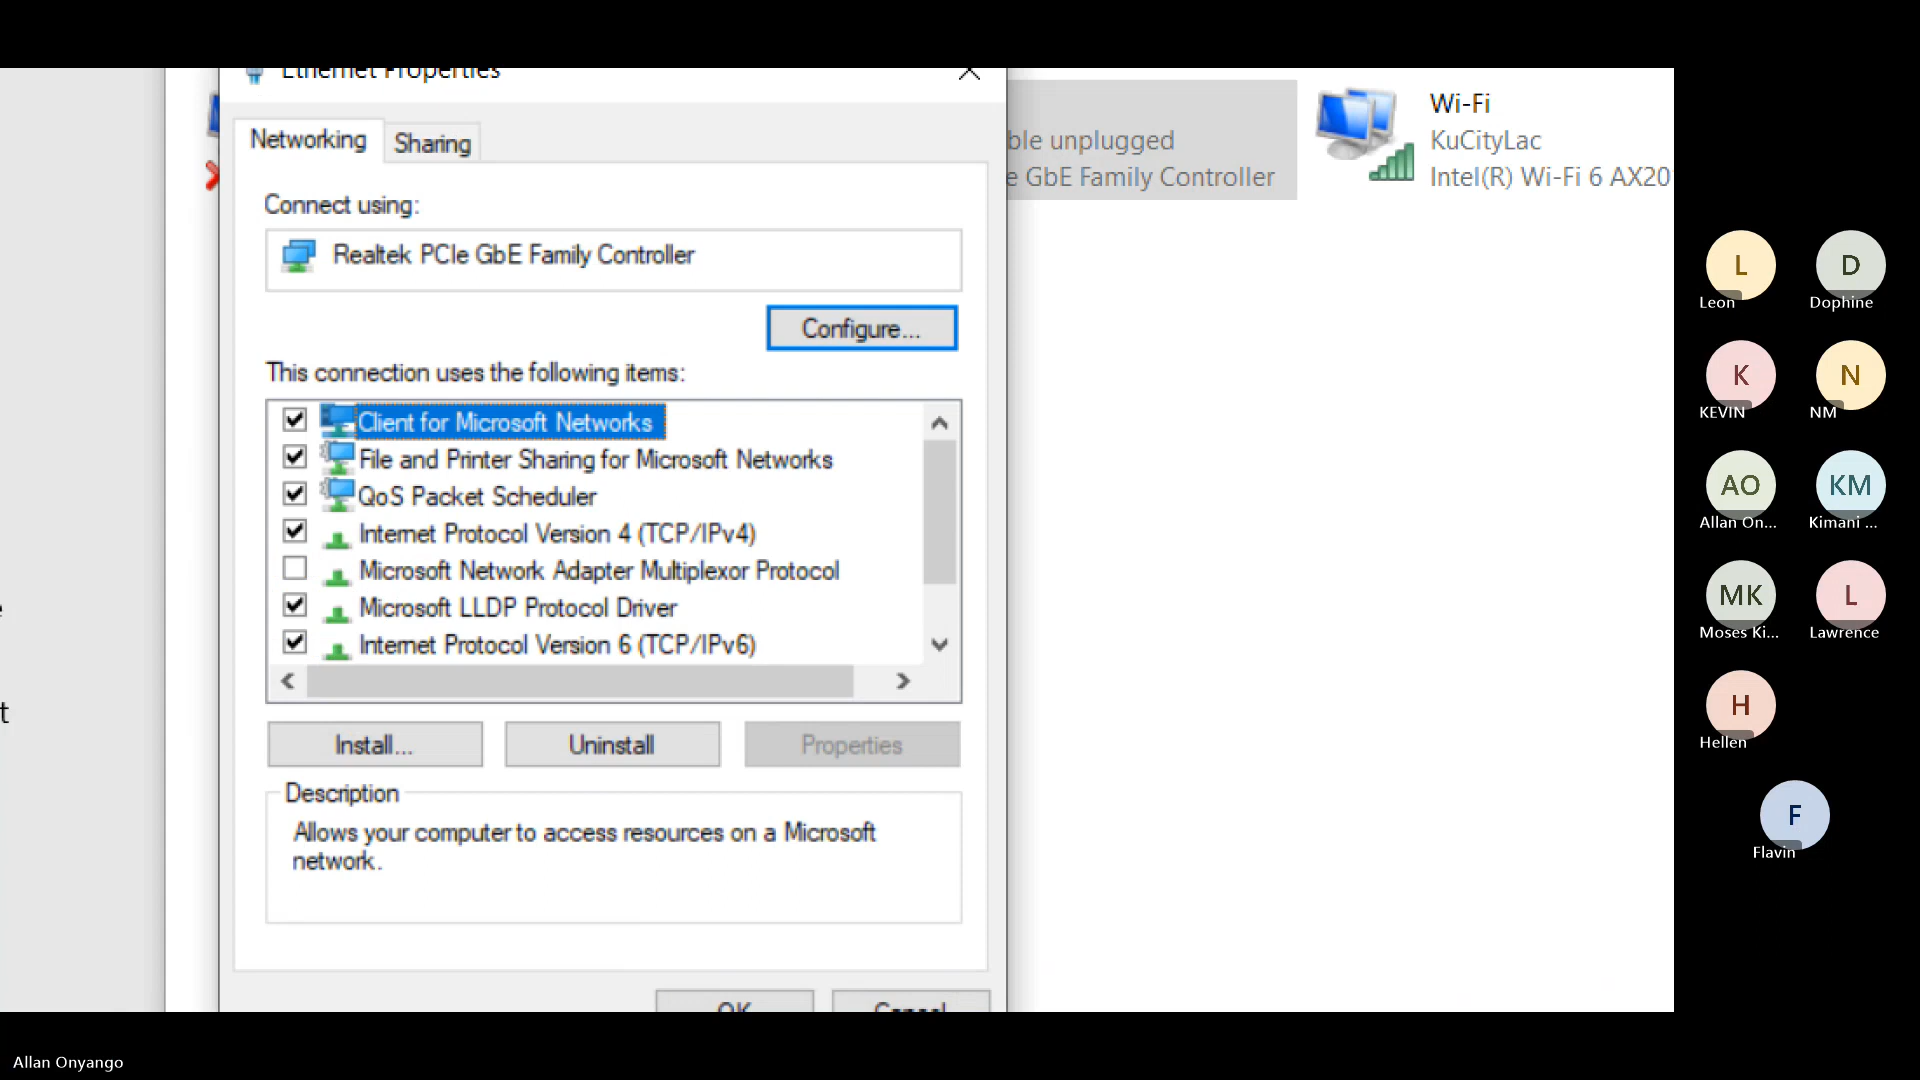 Ethernet Properties
Networking
Sharing
Connect using:
Realtek PCIe GbE Family Controller
Configure...
This connection uses the following items:
Client for Microsoft Networks
File and Printer Sharing for Microsoft Networks
QoS Packet Scheduler
Internet Protocol Version 4 (TCP/IPv4)
Microsoft Network Adapter Multiplexor Protocol
Microsoft LLDP Protocol Driver
Internet Protocol Version 6 (TCP/IPv6)
Install...
Uninstall
Properties
Description
Allows your computer to access resources on a Microsoft
network.
OK
Cancel
ble unplugged
e GbE Family Controller
Wi-Fi
KuCityLac
Intel(R) Wi-Fi 6 AX20
t
L
Leon
D
Dophine
K
KEVIN
N
NM
AO
Allan On...
KM
Kimani ...
MK
Moses Ki...
L
Lawrence
H
Hellen
F
Flavin
Allan Onyango